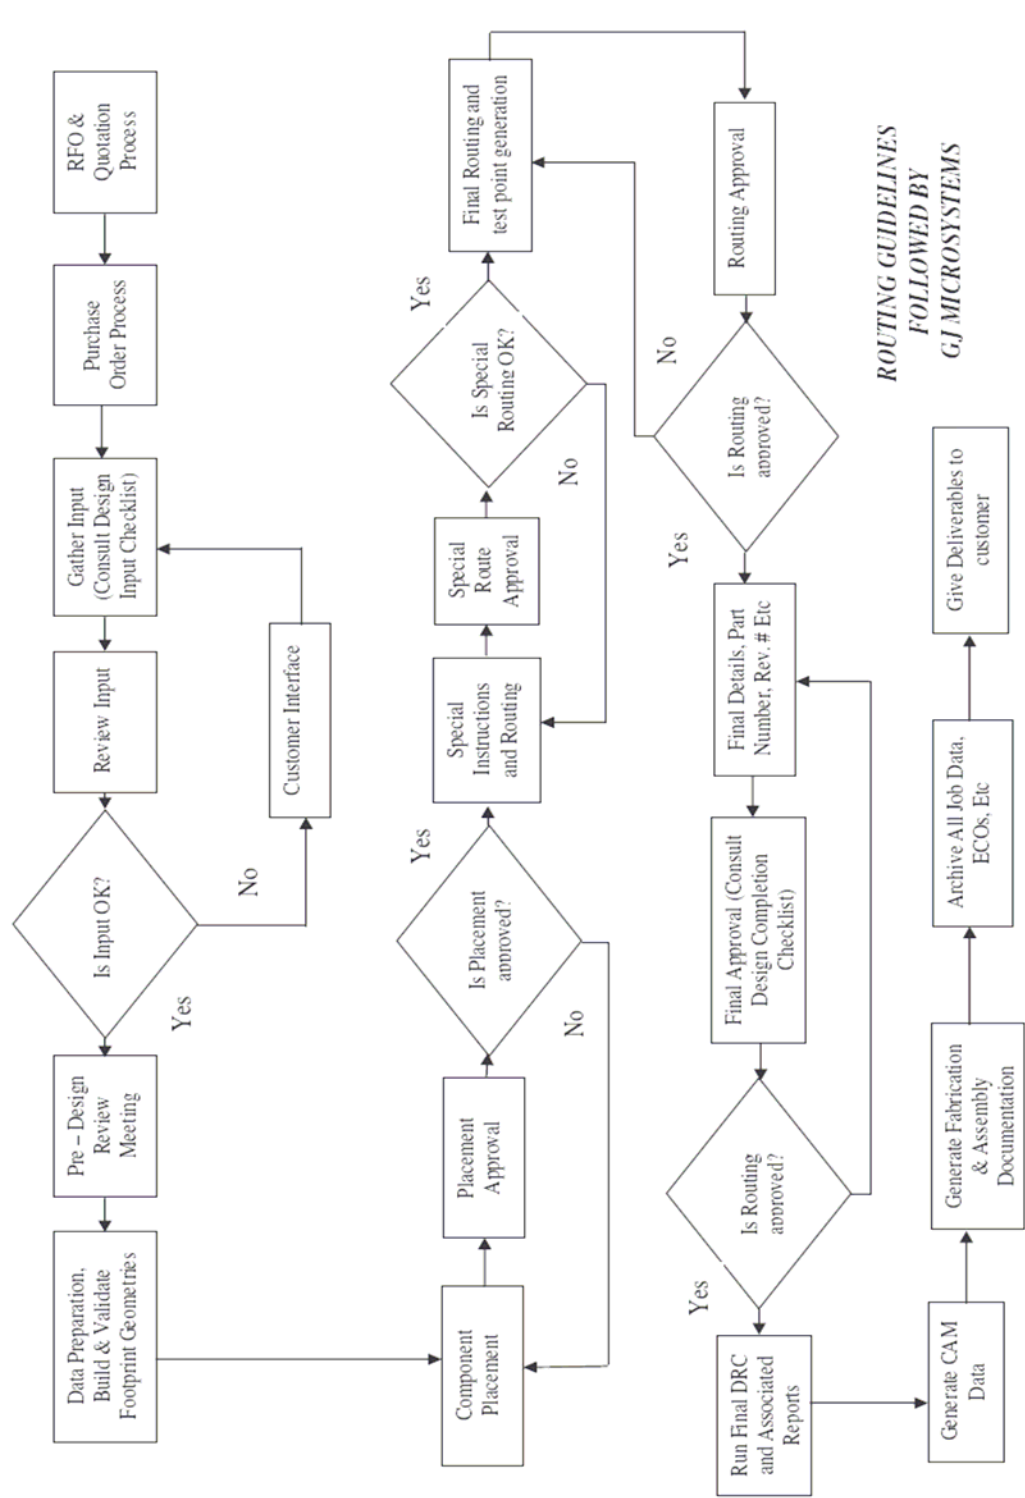 RFO &
Quotation
Process
Purchase
Order Process
Gather Input
(Consult Design
Input Checklist)
Review Input
Is Input OK?
No
Customer Interface
Yes
Pre – Design
Review
Meeting
Data Preparation,
Build & Validate
Footprint Geometries
Component
Placement
Placement
Approval
Is Placement
approved?
No
Yes
Special
Instructions
and Routing
Special
Route
Approval
Is Special
Routing OK?
No
Yes
Final Routing and
test point generation
Routing Approval
Is Routing
approved?
No
Yes
Final Details, Part
Number, Rev. # Etc
Final Approval (Consult
Design Completion
Checklist)
Is Routing
approved?
Yes
Run Final DRC
and Associated
Reports
Generate CAM
Data
Generate Fabrication
& Assembly
Documentation
Archive All Job Data,
ECOs, Etc
Give Deliverables to
customer
ROUTING GUIDELINES
FOLLOWED BY
GJ MICROSYSTEMS